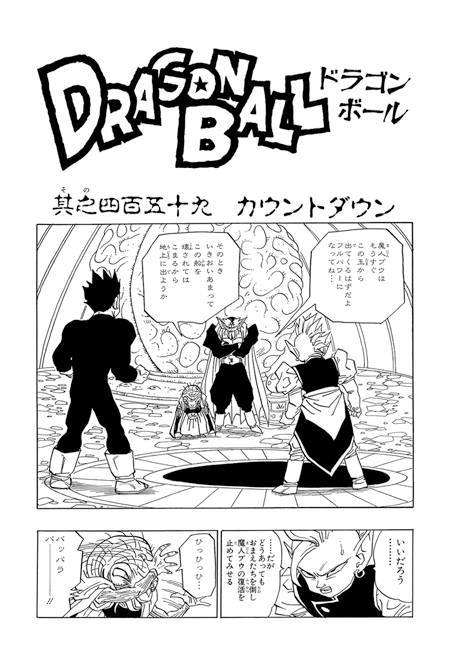 DRAGON BALL
ドラゴン
ボール
其之四百五十九 カウントダウン
その
魔人ブウは
もうすぐ
この玉から
出てくるはずだよ
フルパワーに
なってね…
そのとき
いきおいあまって
この船を
壊されては
こまるから
地上に出ようか
……
いいだろう
……だが
どうあっても
おまえたちを倒し
魔人ブウの復活を
止めてみせる
ひっひっひ…
バッパラ
パ——
!!